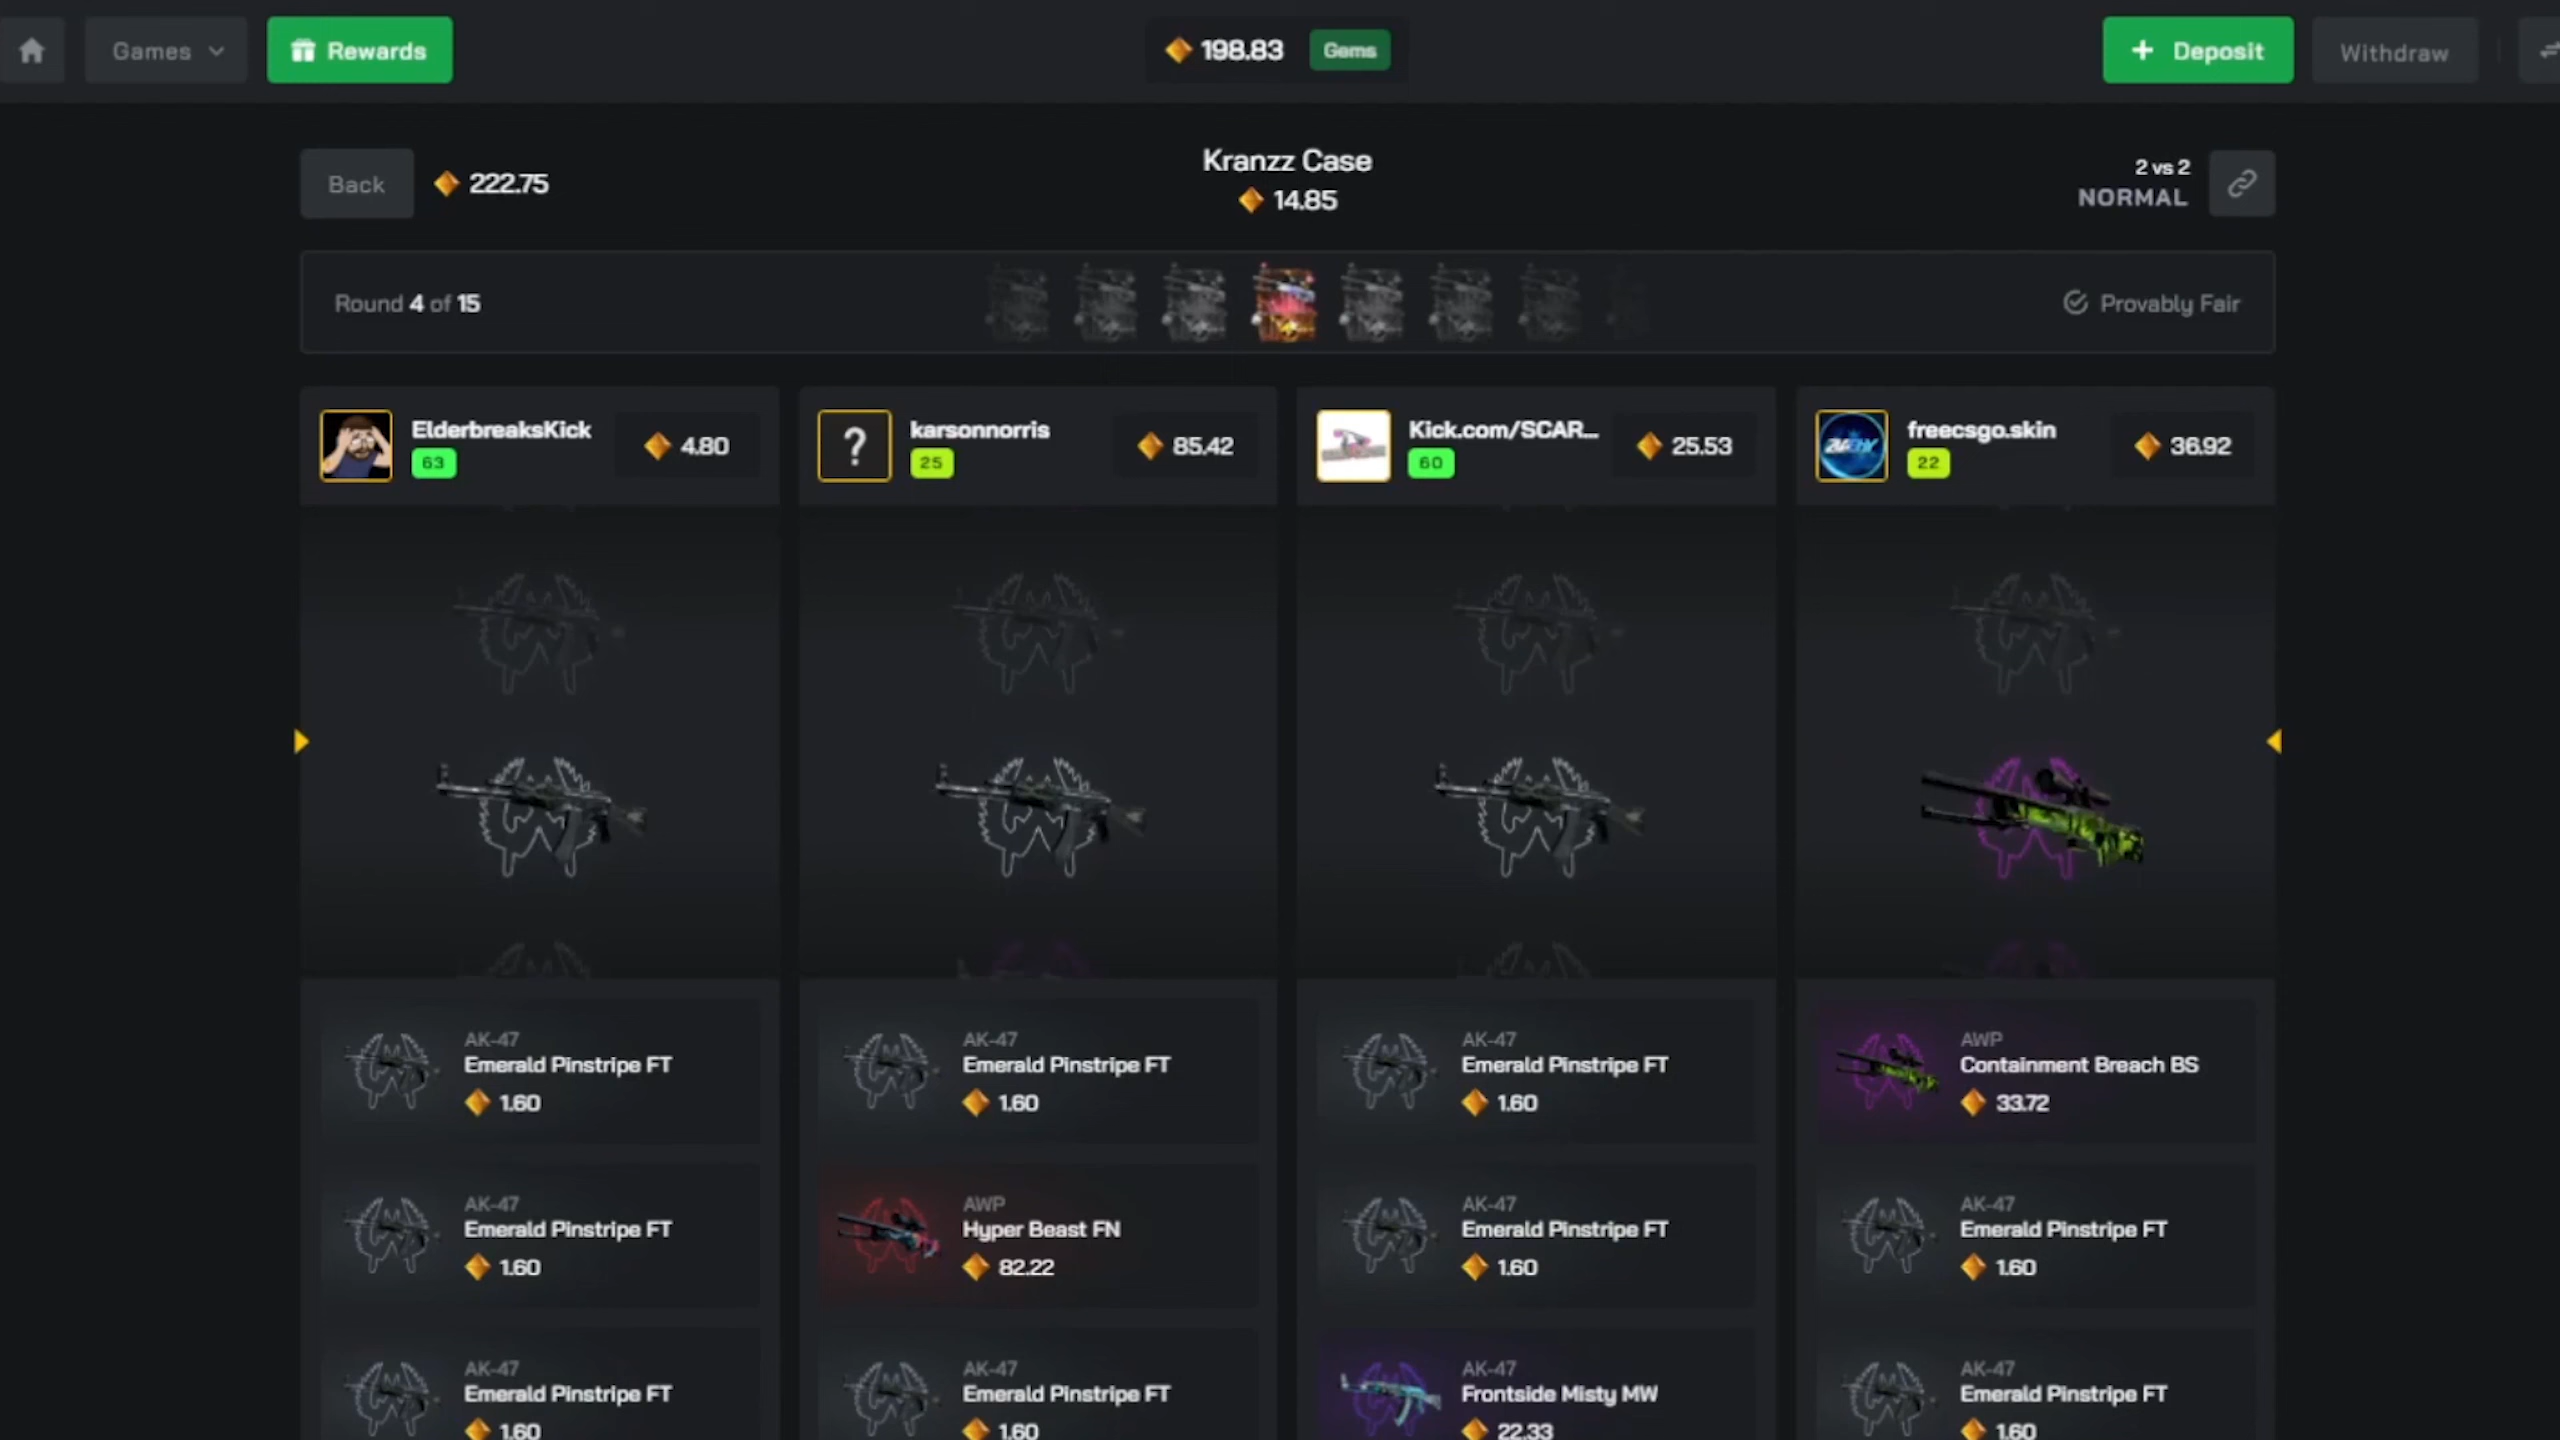 Games
Rewards
198.83
Gems
Deposit
Withdraw
Back
222.75
Kranzz Case
14.85
2 vs 2
NORMAL
Round 4 of 15
Provably Fair
ElderbreaksKick
63
4.80
?
karsonnorris
25
85.42
Kick.com/SCAR...
60
25.53
freecsgo.skin
22
36.92
AK-47
Emerald Pinstripe FT
1.60
AK-47
Emerald Pinstripe FT
1.60
AK-47
Emerald Pinstripe FT
1.60
AWP
Containment Breach BS
33.72
AK-47
Emerald Pinstripe FT
1.60
AWP
Hyper Beast FN
82.22
AK-47
Emerald Pinstripe FT
1.60
AK-47
Emerald Pinstripe FT
1.60
AK-47
Emerald Pinstripe FT
1.60
AK-47
Emerald Pinstripe FT
1.60
AK-47
Frontside Misty MW
22.33
AK-47
Emerald Pinstripe FT
1.60